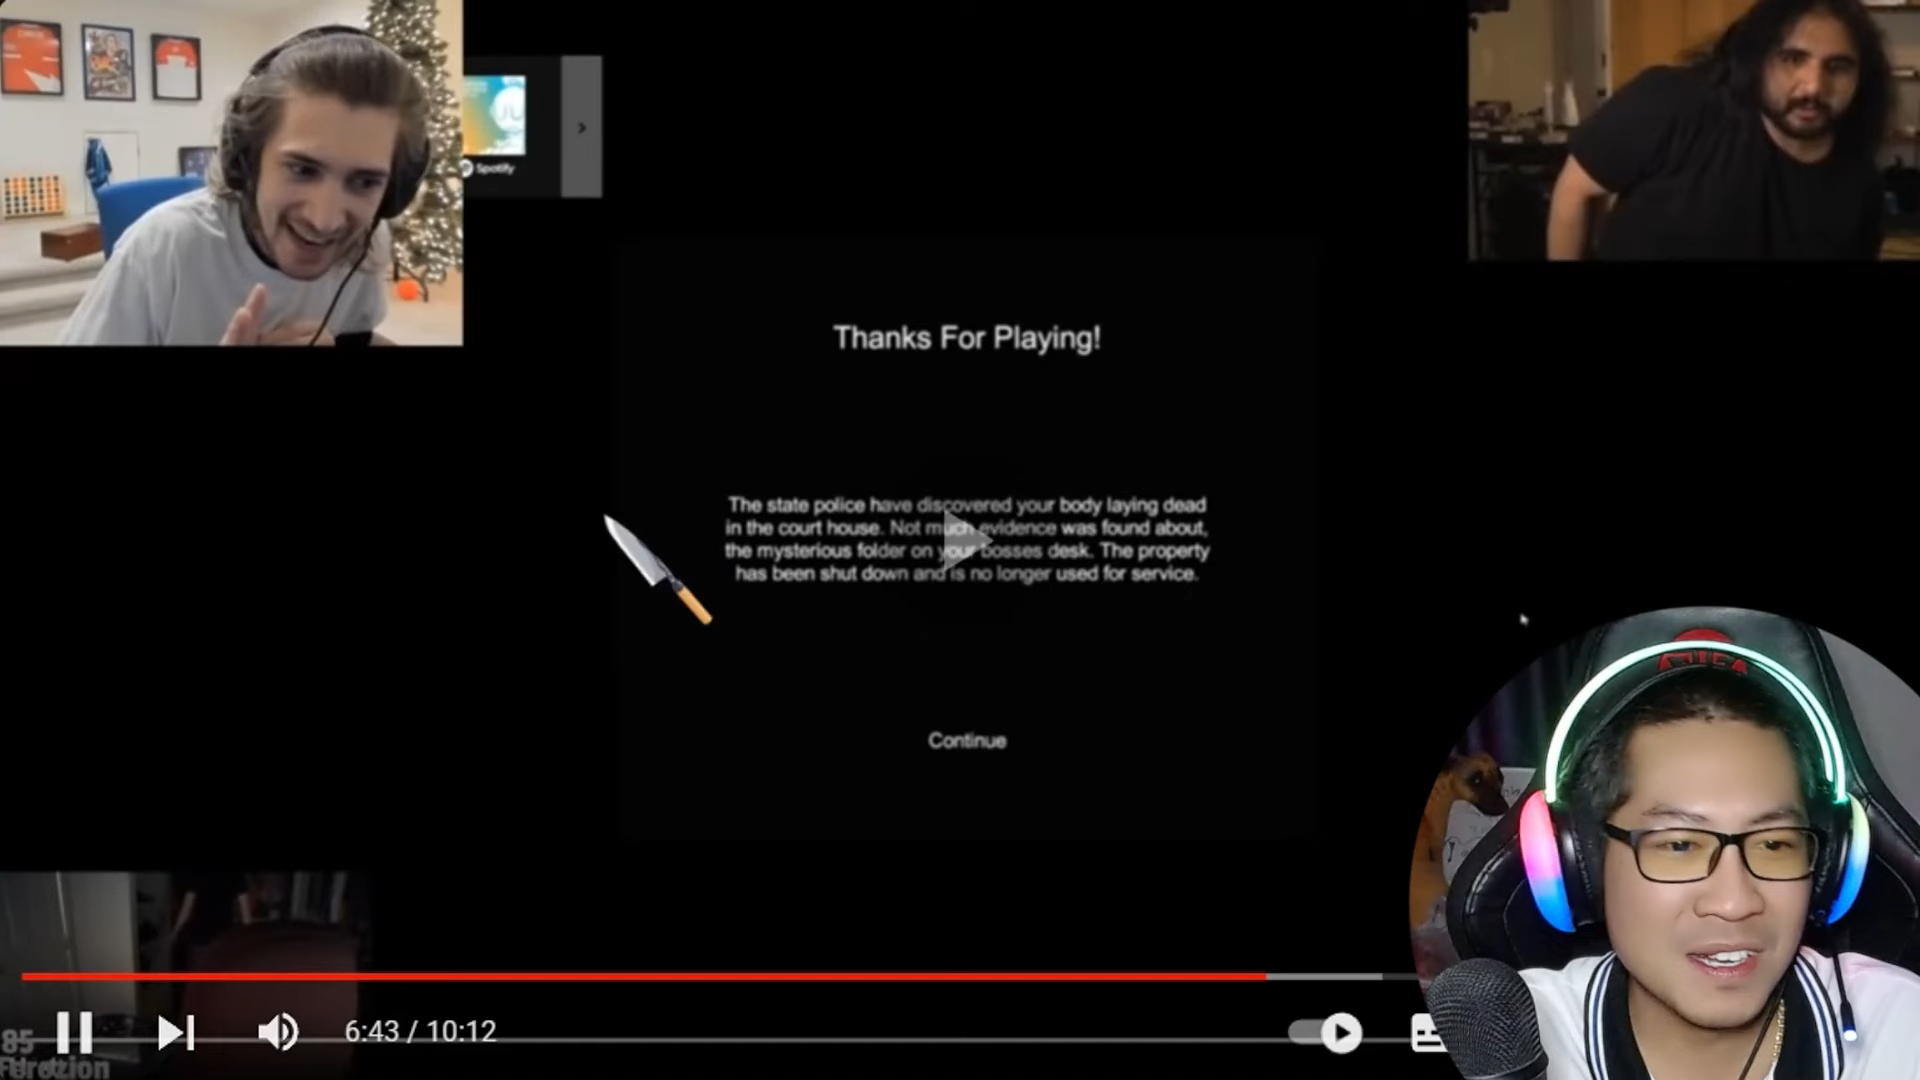 Spotify
Thanks For Playing!
The state police have discovered your body laying dead
in the court house. Not much evidence was found about,
the mysterious folder on your bosses desk. The property
has been shut down and is no longer used for service.
Continue
6:43 / 10:12
85